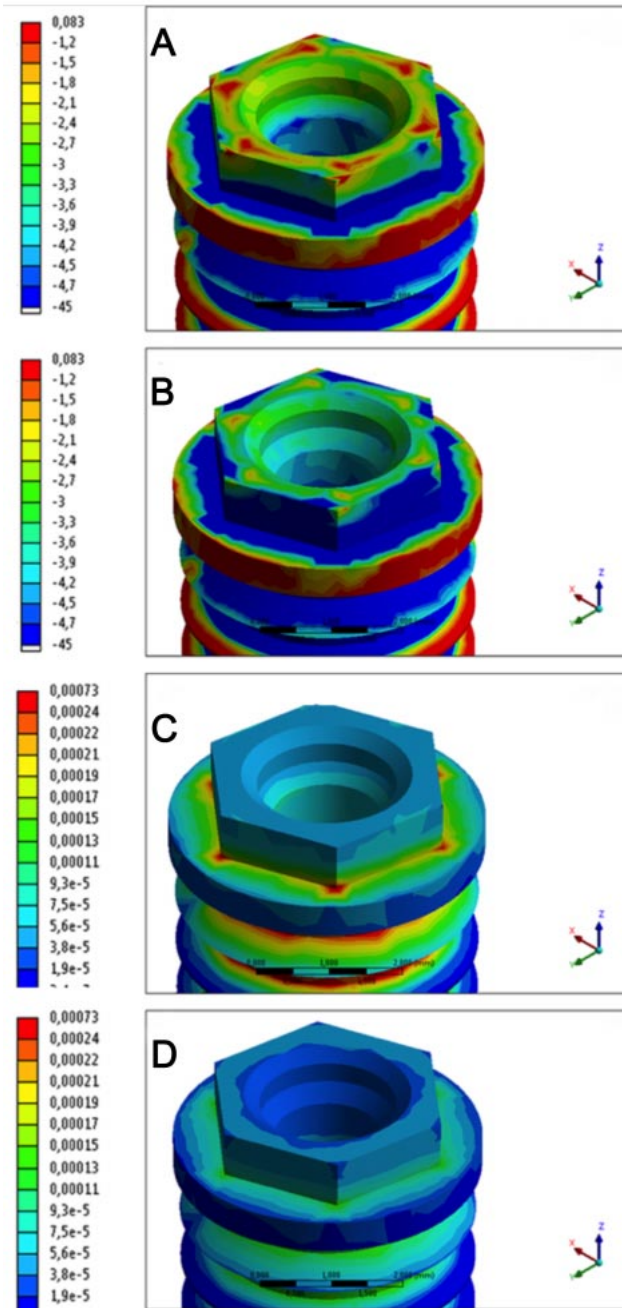 A
0,083
-1,2
-1,5
-1,8
-2,1
-2,4
-2,7
-3
-3,3
-3,6
-3,9
-4,2
-4,5
-4,7
-45
X
Z
Y
B
0,083
-1,2
-1,5
-1,8
-2,1
-2,4
-2,7
-3
-3,3
-3,6
-3,9
-4,2
-4,5
-4,7
-45
X
Z
Y
C
0,00073
0,00024
0,00022
0,00021
0,00019
0,00017
0,00015
0,00013
0,00011
9,3e-5
7,5e-5
5,6e-5
3,8e-5
1,9e-5
2,000 (mm)
X
Z
Y
D
0,00073
0,00024
0,00022
0,00021
0,00019
0,00017
0,00015
0,00013
0,00011
9,3e-5
7,5e-5
5,6e-5
3,8e-5
1,9e-5
X
Z
Y